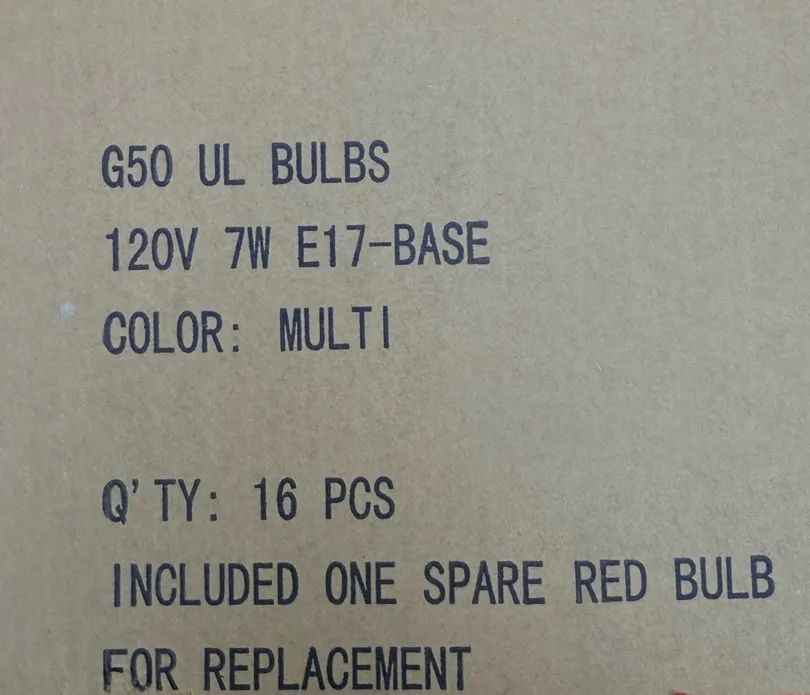 G50 UL BULBS
120V 7W E17-BASE
COLOR: MULTI
Q'TY: 16 PCS
INCLUDED ONE SPARE RED BULB
FOR REPLACEMENT